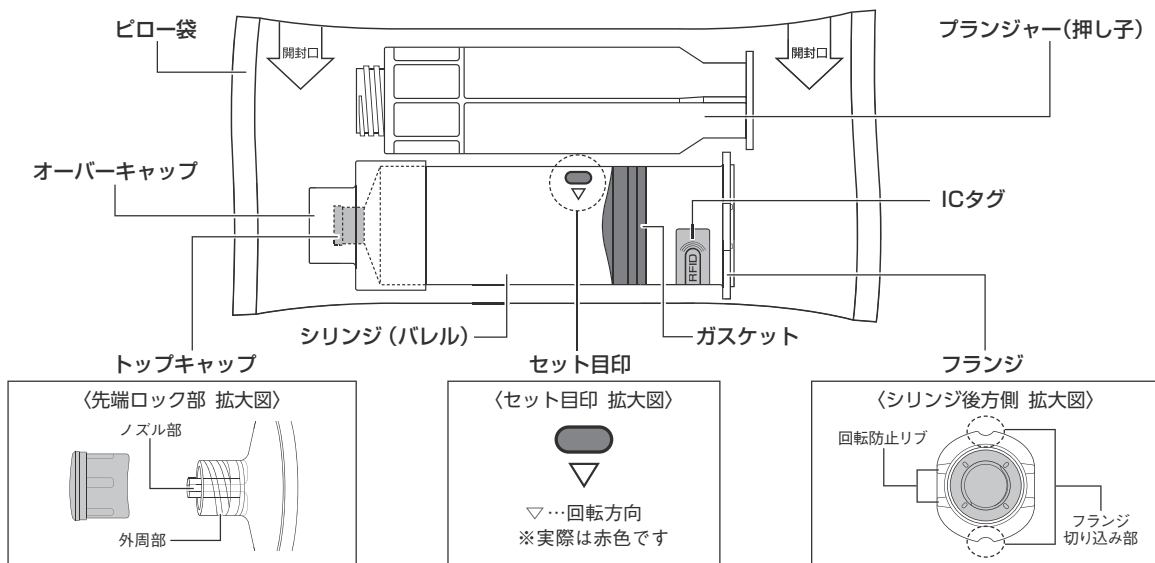 ピロー袋
プランジャー(押し子)
開封口
開封口
オーバーキャップ
ICタグ
RFID
シリンジ(バレル)
ガスケット
トップキャップ
セット目印
フランジ
〈先端ロック部 拡大図〉
ノズル部
外周部
〈セット目印 拡大図〉
▽…回転方向
※実際は赤色です
〈シリンジ後方側 拡大図〉
回転防止リブ
フランジ
切り込み部